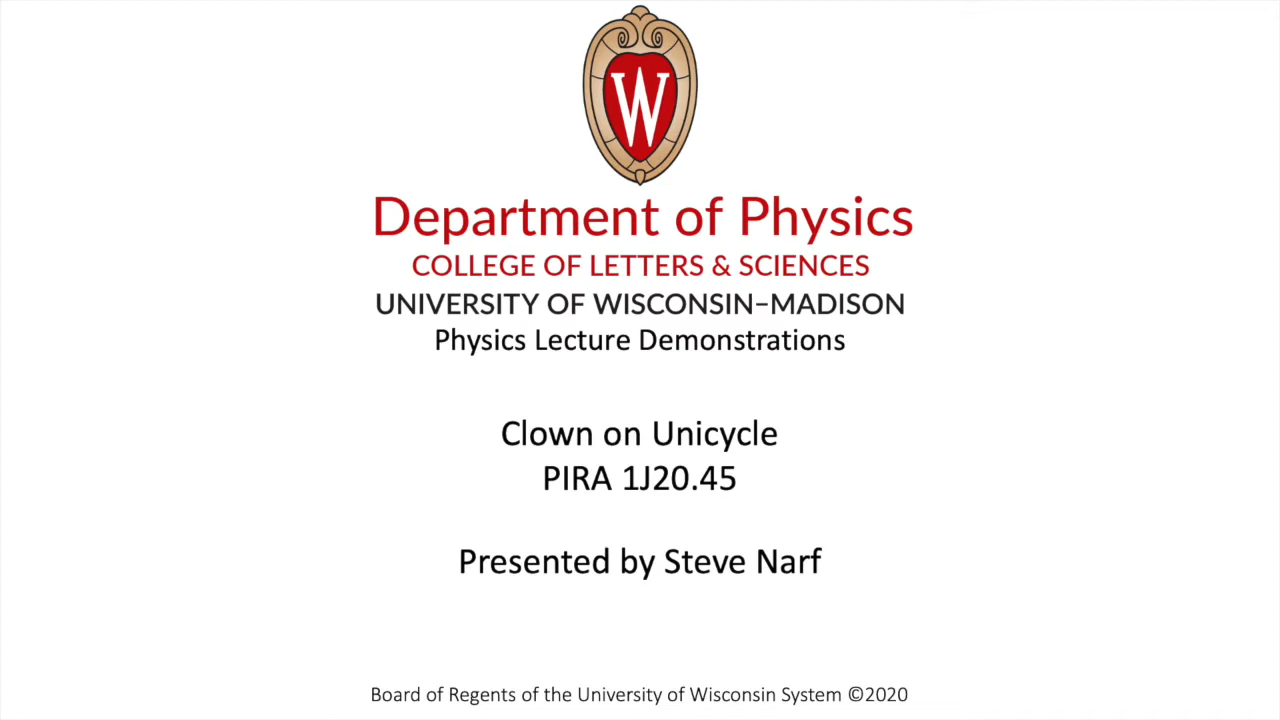 W
Department of Physics
COLLEGE OF LETTERS & SCIENCES
UNIVERSITY OF WISCONSIN–MADISON
Physics Lecture Demonstrations
Clown on Unicycle
PIRA 1J20.45
Presented by Steve Narf
Board of Regents of the University of Wisconsin System ©2020